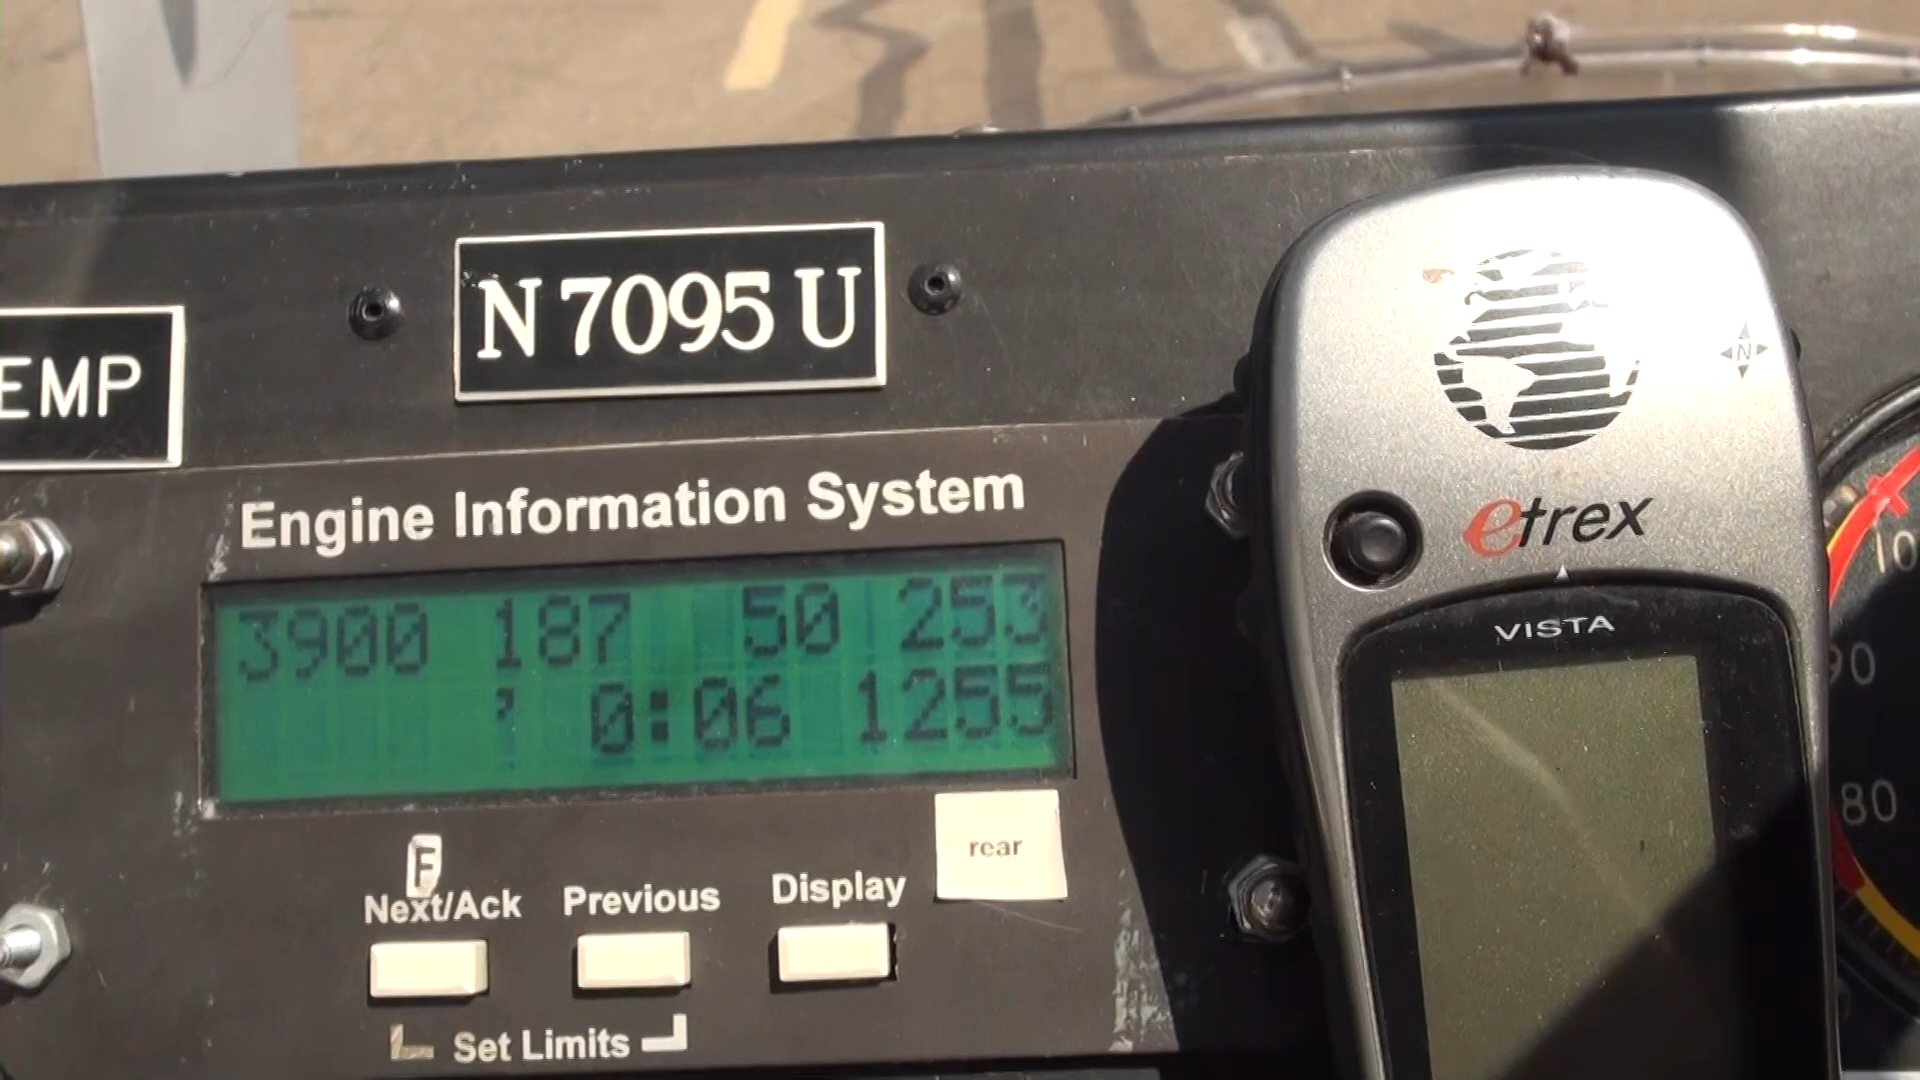 N 7095 U
EMP
Engine Information System
3900 187 50 253
0:06 1255
rear
F
Next/Ack Previous Display
Set Limits
N
etrex
VISTA
90
80